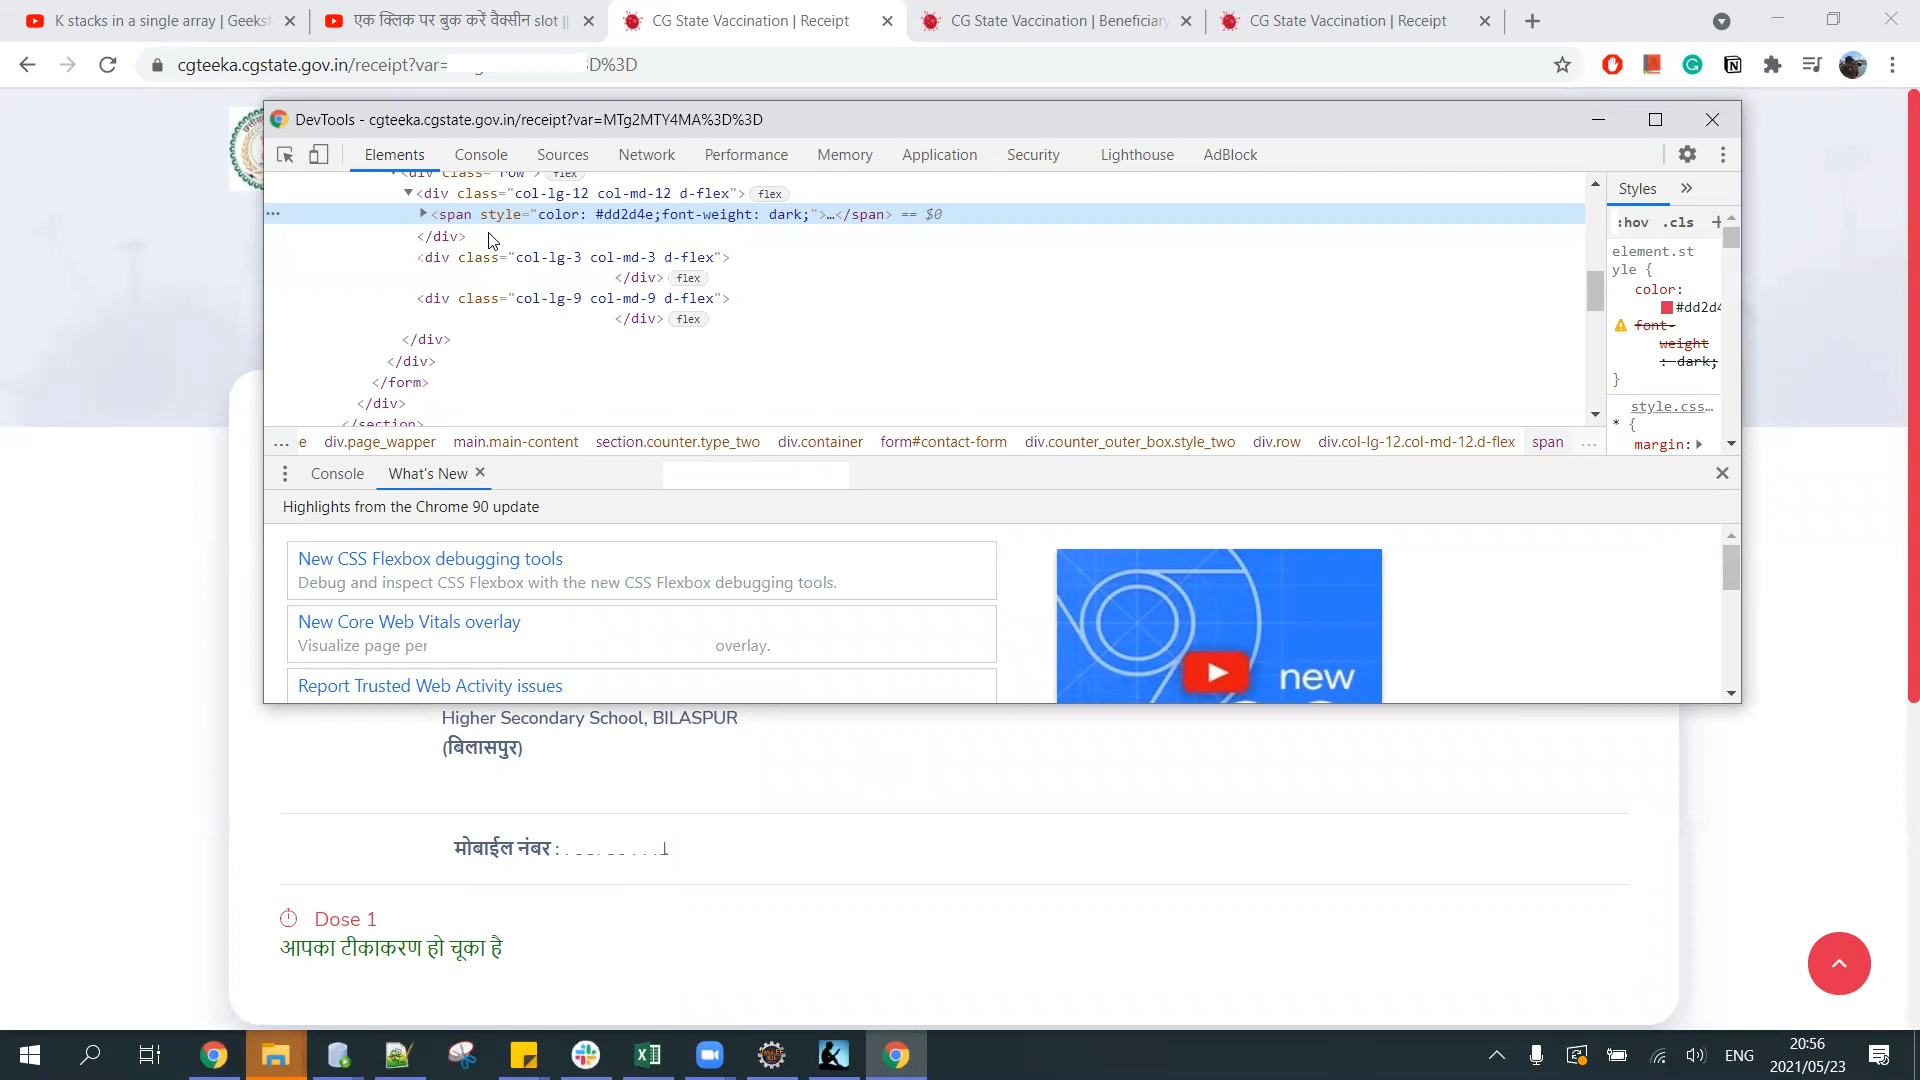 K stacks in a single array | Geeks
एक क्लिक पर बुक करें वैक्सीन slot ||
CG State Vaccination | Receipt
CG State Vaccination | Beneficiary
CG State Vaccination | Receipt
cgteeka.cgstate.gov.in/receipt?var=
3D%3D
DevTools - cgteeka.cgstate.gov.in/receipt?var=MTg2MTY4MA%3D%3D
Elements Console Sources Network Performance Memory Application Security Lighthouse AdBlock
<div class="row"> flex
<div class="col-lg-12 col-md-12 d-flex"> flex
<span style="color: #dd2d4e;font-weight: dark;">…</span> == $0
</div>
<div class="col-lg-3 col-md-3 d-flex">
</div> flex
<div class="col-lg-9 col-md-9 d-flex">
</div> flex
</div>
</div>
</form>
</div>
</section>
Styles
:hov .cls +
element.st
yle {
color:
#dd2d4
font-
weight
: dark;
}
style.css…
* {
margin:
... e div.page_wapper main.main-content section.counter.type_two div.container form#contact-form div.counter_outer_box.style_two div.row div.col-lg-12.col-md-12.d-flex span ...
Console What's New
Highlights from the Chrome 90 update
New CSS Flexbox debugging tools
Debug and inspect CSS Flexbox with the new CSS Flexbox debugging tools.
New Core Web Vitals overlay
Visualize page per overlay.
Report Trusted Web Activity issues
new
Higher Secondary School, BILASPUR
(बिलासपुर)
मोबाईल नंबर :
Dose 1
आपका टीकाकरण हो चूका है
ENG
20:56
2021/05/23